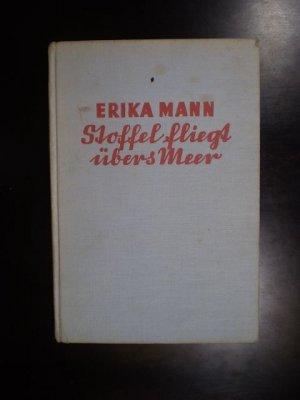 ERIKA MANN
Stoffel fliegt
übers Meer